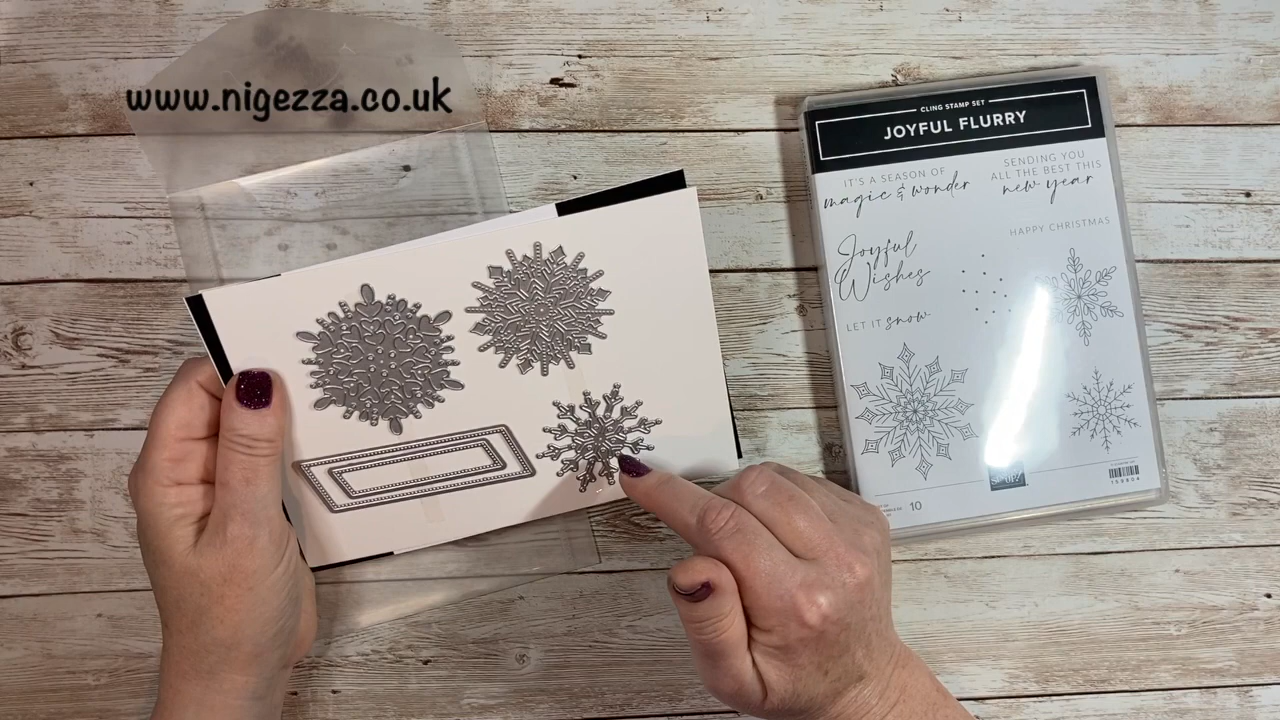 www.nigezza.co.uk
CLING STAMP SET
JOYFUL FLURRY
IT'S A SEASON OF
magic & wonder
SENDING YOU
ALL THE BEST THIS
new year
HAPPY CHRISTMAS
Joyful
Wishes
LET IT snow
10